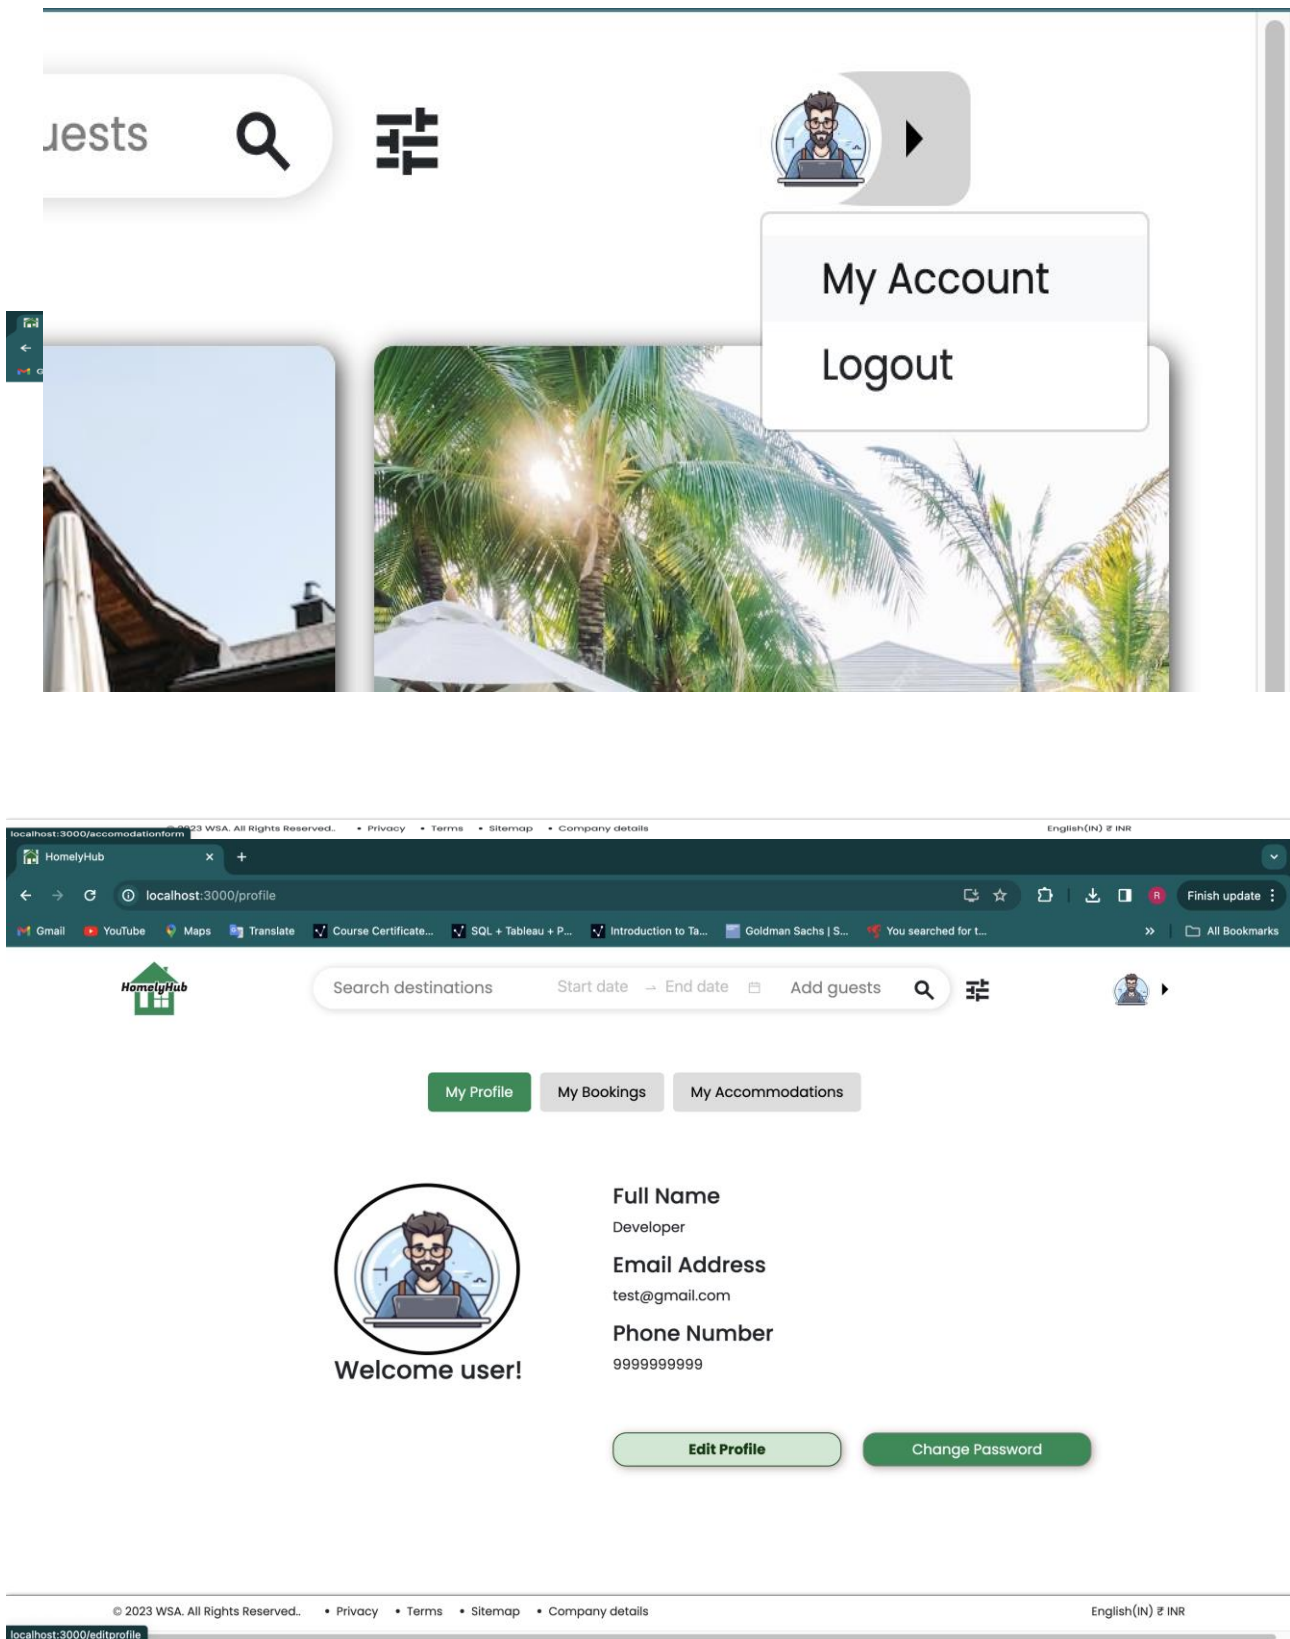 uests
My Account
Logout
G
localhost:3000/accomodationform
2023 WSA. All Rights Reserved.. • Privacy • Terms • Sitemap • Company details English(IN) ₹ INR
HomelyHub × +
localhost:3000/profile Finish update
R
Gmail YouTube Maps Translate Course Certificate... SQL + Tableau + P... Introduction to Ta... Goldman Sachs | S... You searched for t... » All Bookmarks
HomelyHub
Search destinations Start date → End date Add guests
My Profile My Bookings My Accommodations
Full Name
Developer
Email Address
test@gmail.com
Phone Number
9999999999
Welcome user!
Edit Profile Change Password
© 2023 WSA. All Rights Reserved.. • Privacy • Terms • Sitemap • Company details English(IN) ₹ INR
localhost:3000/editprofile